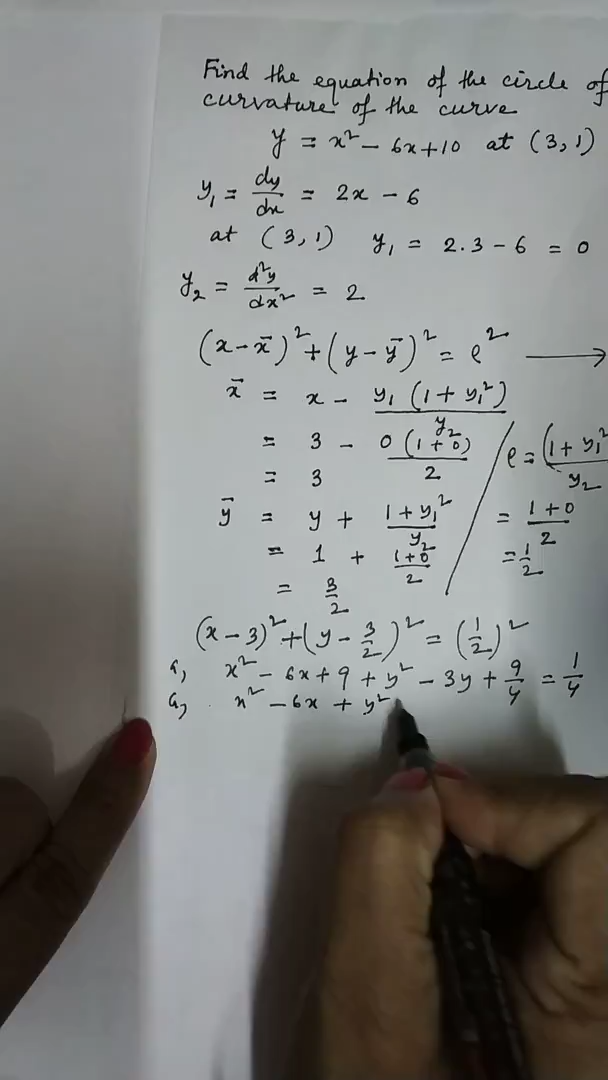 Find the equation of the circle of
curvature of the curve
y = x² - 6x+10 at (3,1)
y₁ = dy/dx = 2x - 6
at (3,1) y₁ = 2.3 - 6 = 0
y₂ = d²y/dx² = 2
(x - x̄)² + (y - ȳ)² = ρ² ⟶
x̄ = x - y₁(1 + y₁²)/y₂
= 3 - 0(1+0)/2
= 3
ȳ = y + (1+y₁²)/y₂
= 1 + (1+0)/2
= 3/2
ρ = (1+y₁²)/y₂
= (1+0)/2
= 1/2
(x - 3)² + (y - 3/2)² = (1/2)²
x² - 6x + 9 + y² - 3y + 9/4 = 1/4
x² - 6x + y²